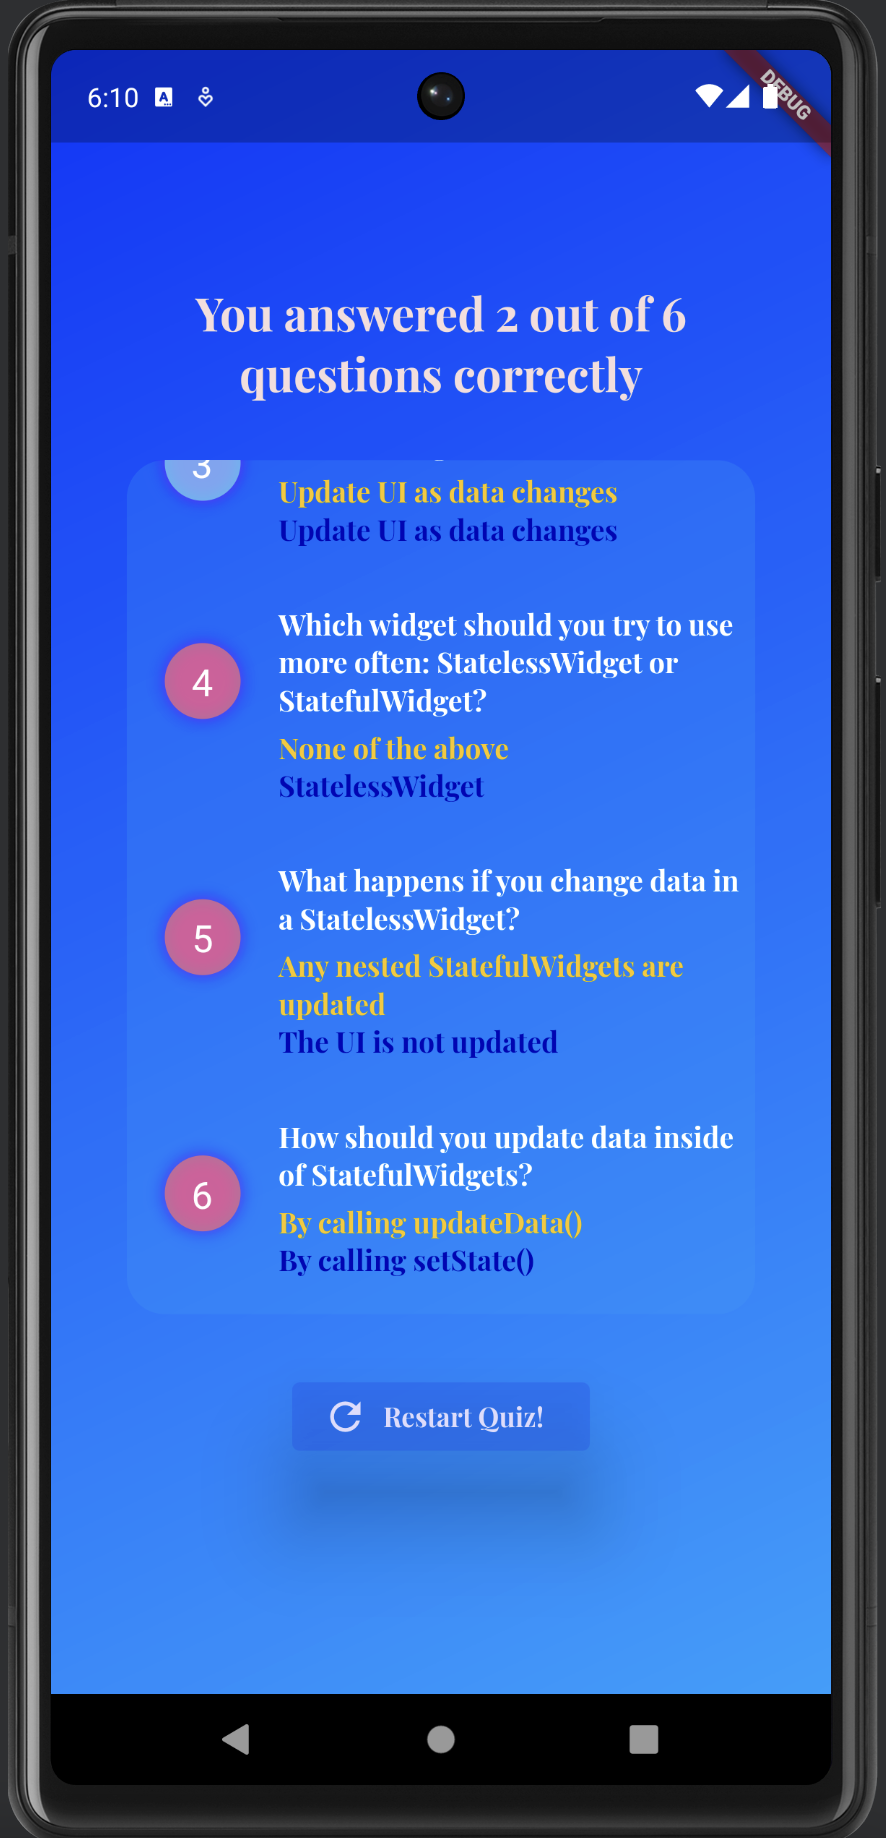 6:10
DEBUG
You answered 2 out of 6
questions correctly
3
Update UI as data changes
Update UI as data changes
Which widget should you try to use
more often: StatelessWidget or
StatefulWidget?
4
None of the above
StatelessWidget
What happens if you change data in
a StatelessWidget?
5
Any nested StatefulWidgets are
updated
The UI is not updated
How should you update data inside
of StatefulWidgets?
6
By calling updateData()
By calling setState()
Restart Quiz!